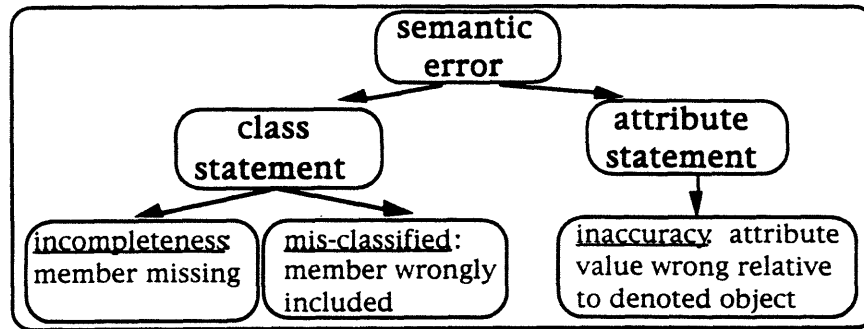 semantic
error
class
statement
attribute
statement
incompleteness:
member missing
mis-classified:
member wrongly
included
inaccuracy: attribute
value wrong relative
to denoted object